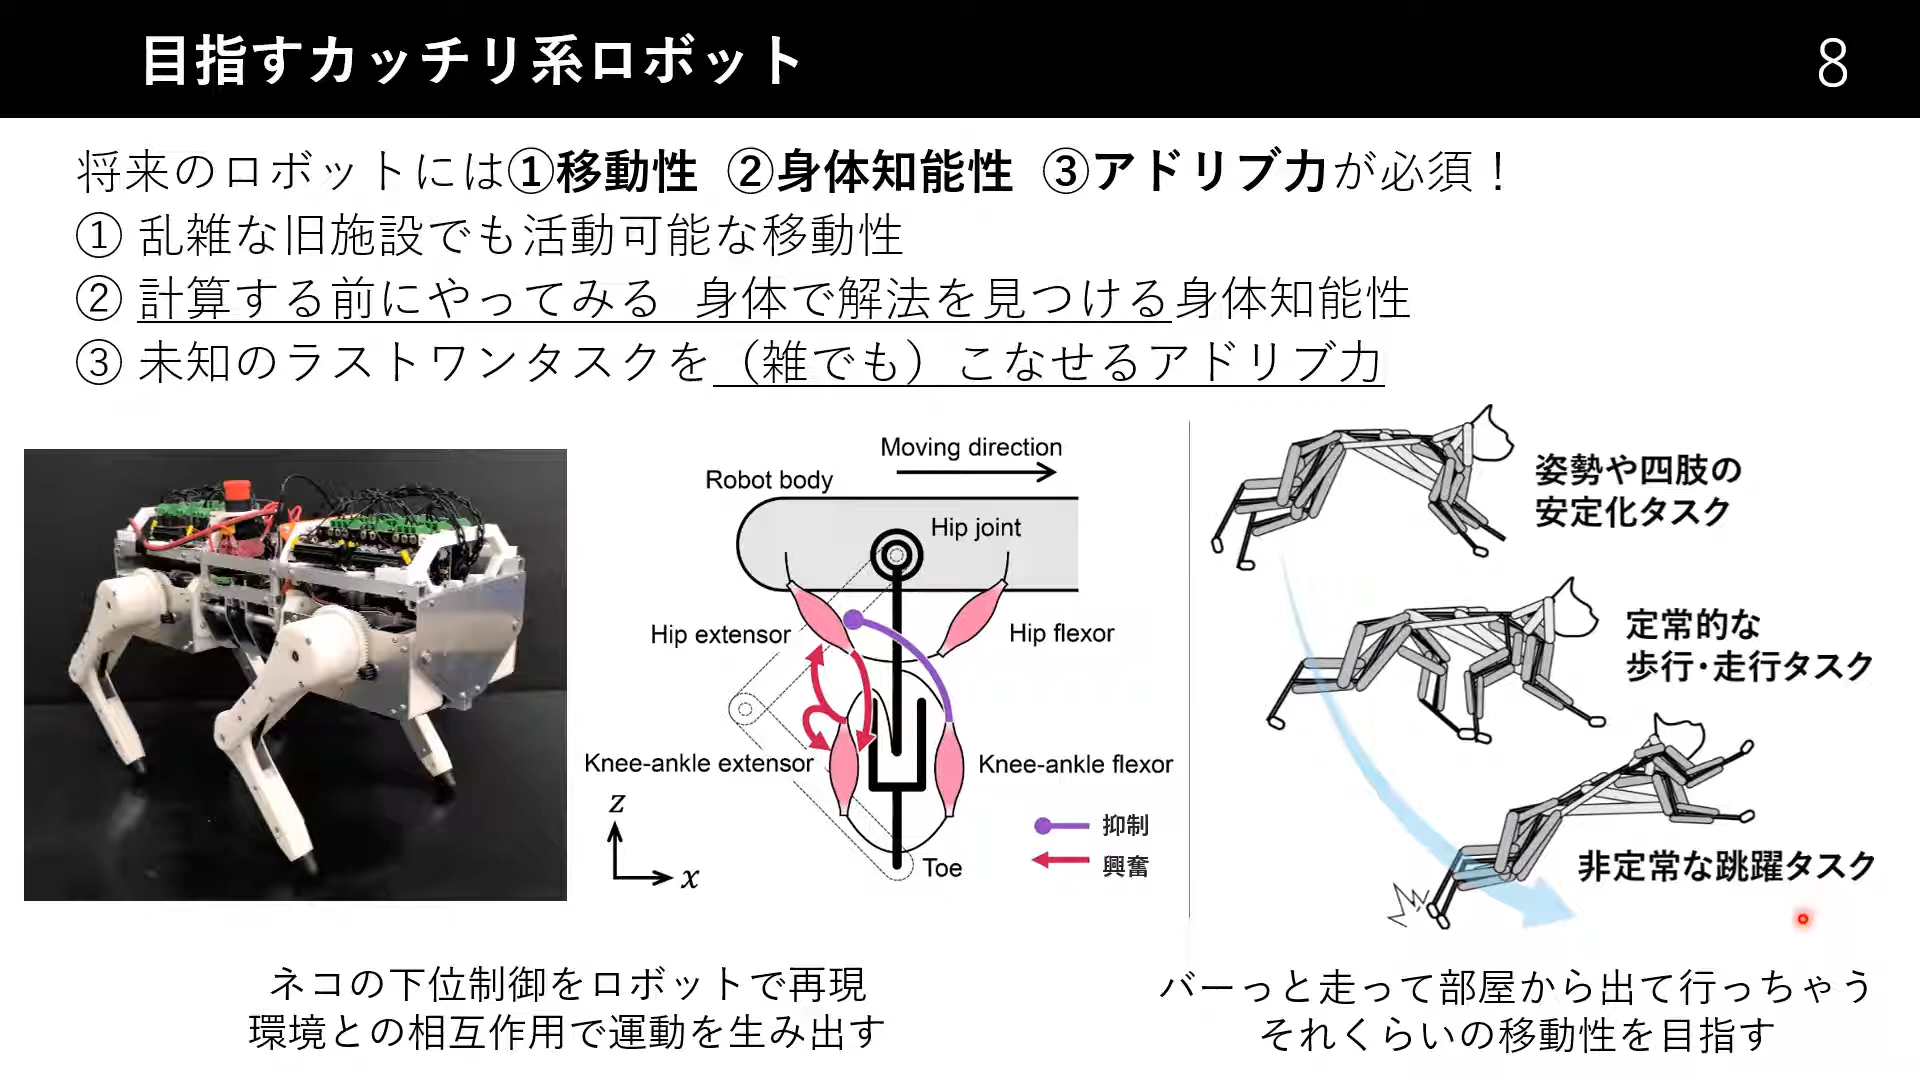 目指すカッチリ系ロボット
8
将来のロボットには①移動性 ②身体知能性 ③アドリブ力が必須！
① 乱雑な旧施設でも活動可能な移動性
② 計算する前にやってみる 身体で解法を見つける身体知能性
③ 未知のラストワンタスクを（雑でも）こなせるアドリブ力
Moving direction
Robot body
Hip joint
Hip extensor
Hip flexor
Knee-ankle extensor
Knee-ankle flexor
z
x
Toe
抑制
興奮
姿勢や四肢の
安定化タスク
定常的な
歩行・走行タスク
非定常な跳躍タスク
ネコの下位制御をロボットで再現
環境との相互作用で運動を生み出す
バーっと走って部屋から出て行っちゃう
それくらいの移動性を目指す